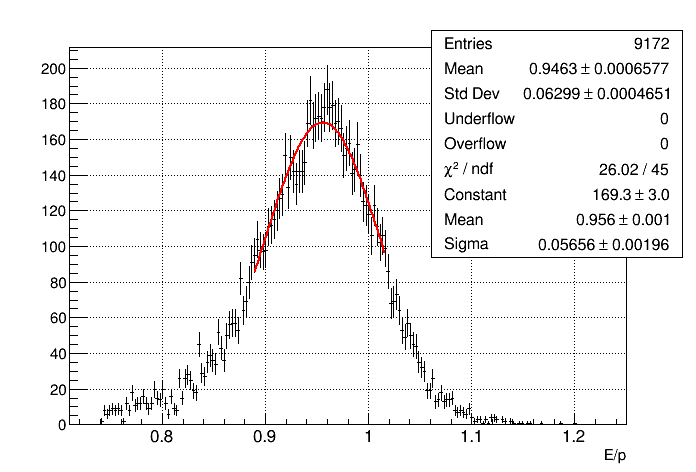 Entries 9172
Mean 0.9463 ± 0.0006577
Std Dev 0.06299 ± 0.0004651
Underflow 0
Overflow 0
χ² / ndf 26.02 / 45
Constant 169.3 ± 3.0
Mean 0.956 ± 0.001
Sigma 0.05656 ± 0.00196
200
180
160
140
120
100
80
60
40
20
0
0.8 0.9 1 1.1 1.2
E/p